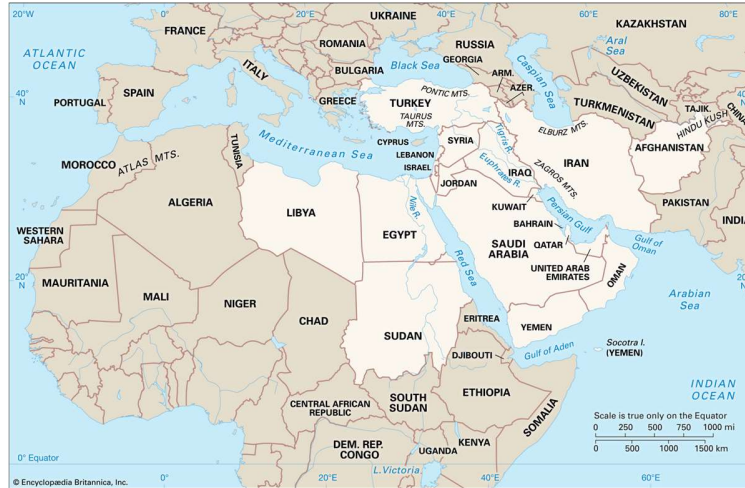 20°W
0°
20°E
40°E
60°E
80°E
ATLANTIC
OCEAN
FRANCE
UKRAINE
KAZAKHSTAN
Aral
Sea
ROMANIA
RUSSIA
ITALY
BULGARIA
Black Sea
GEORGIA
Caspian Sea
UZBEKISTAN
40°
N
PORTUGAL
SPAIN
GREECE
TURKEY
PONTIC MTS.
TAURUS
MTS.
ARM.
AZER.
TURKMENISTAN
TAJIK.
CHINA
HINDU KUSH
ELBURZ MTS.
Mediterranean Sea
CYPRUS
LEBANON
ISRAEL
SYRIA
Tigris R.
Euphrates R.
IRAQ
ZAGROS MTS.
IRAN
AFGHANISTAN
MOROCCO
ATLAS MTS.
TUNISIA
ALGERIA
LIBYA
Nile R.
EGYPT
JORDAN
KUWAIT
Persian Gulf
BAHRAIN
QATAR
PAKISTAN
Gulf of
Oman
WESTERN
SAHARA
Red Sea
SAUDI
ARABIA
UNITED ARAB
EMIRATES
OMAN
20°
N
20°
N
MAURITANIA
MALI
NIGER
CHAD
SUDAN
ERITREA
YEMEN
Arabian
Sea
Socotra I.
(YEMEN)
Gulf of Aden
DJIBOUTI
ETHIOPIA
SOMALIA
SOUTH
SUDAN
CENTRAL AFRICAN
REPUBLIC
INDIAN
OCEAN
Scale is true only on the Equator
0 500 1000 mi
0 500 1000 1500 km
0° Equator
DEM. REP.
CONGO
UGANDA
KENYA
L. Victoria
40°
60°
© Encyclopædia Britannica, Inc.